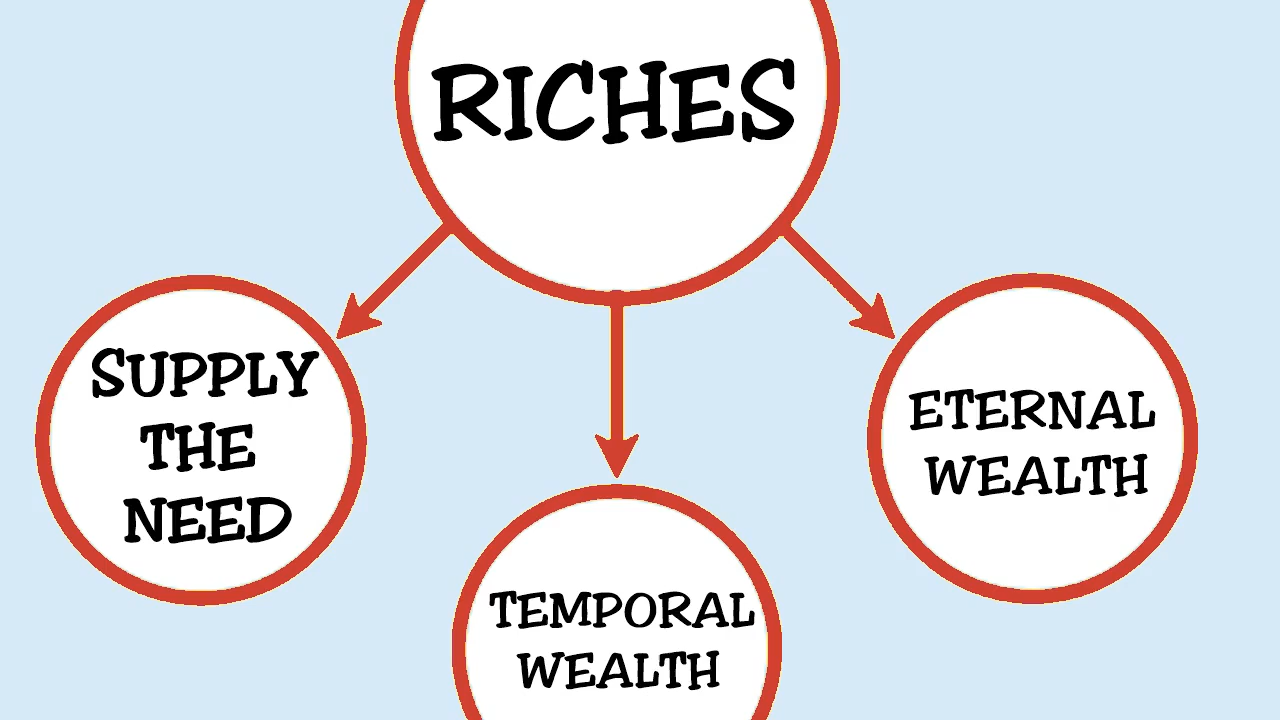 RICHES
SUPPLY
THE
NEED
TEMPORAL
WEALTH
ETERNAL
WEALTH